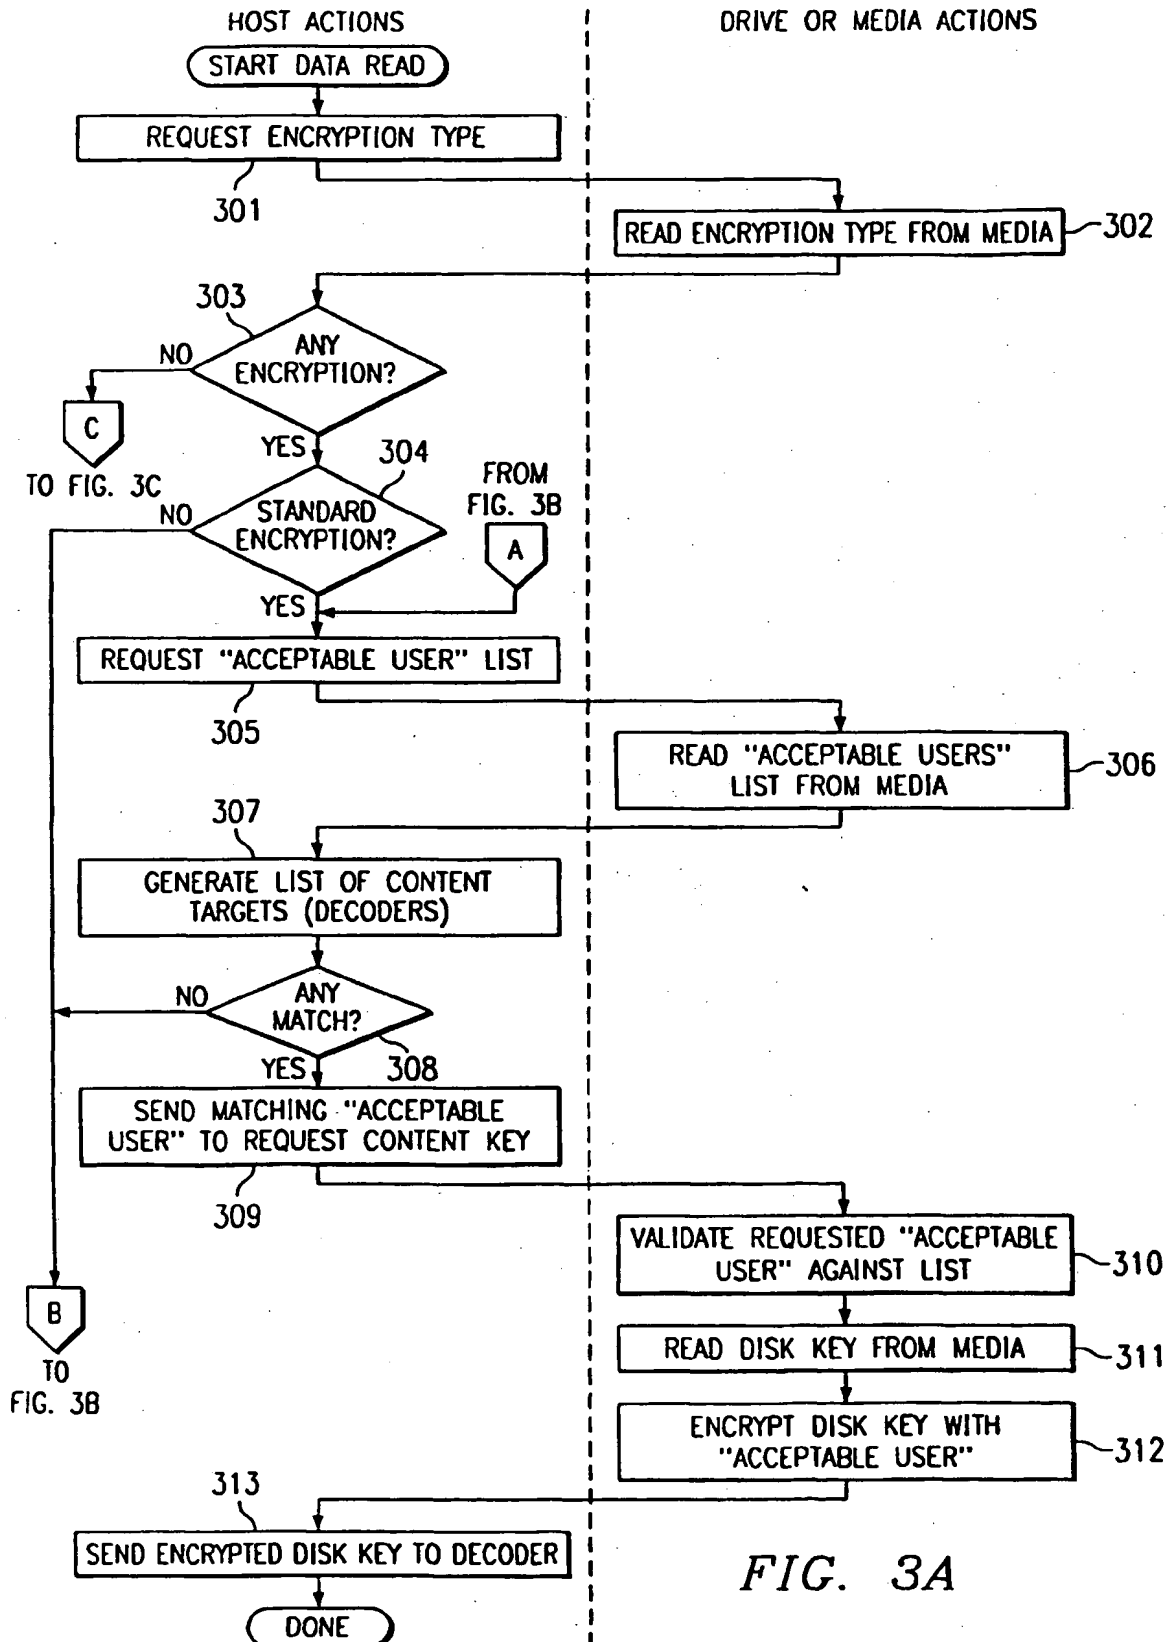 HOST ACTIONS
DRIVE OR MEDIA ACTIONS
START DATA READ
REQUEST ENCRYPTION TYPE
301
READ ENCRYPTION TYPE FROM MEDIA
302
303
ANY
ENCRYPTION?
NO
C
TO FIG. 3C
YES
304
STANDARD
ENCRYPTION?
NO
FROM
FIG. 3B
A
YES
REQUEST "ACCEPTABLE USER" LIST
305
READ "ACCEPTABLE USERS"
LIST FROM MEDIA
306
307
GENERATE LIST OF CONTENT
TARGETS (DECODERS)
ANY
MATCH?
NO
308
YES
SEND MATCHING "ACCEPTABLE
USER" TO REQUEST CONTENT KEY
309
VALIDATE REQUESTED "ACCEPTABLE
USER" AGAINST LIST
310
B
TO
FIG. 3B
READ DISK KEY FROM MEDIA
311
ENCRYPT DISK KEY WITH
"ACCEPTABLE USER"
312
313
SEND ENCRYPTED DISK KEY TO DECODER
DONE
FIG. 3A